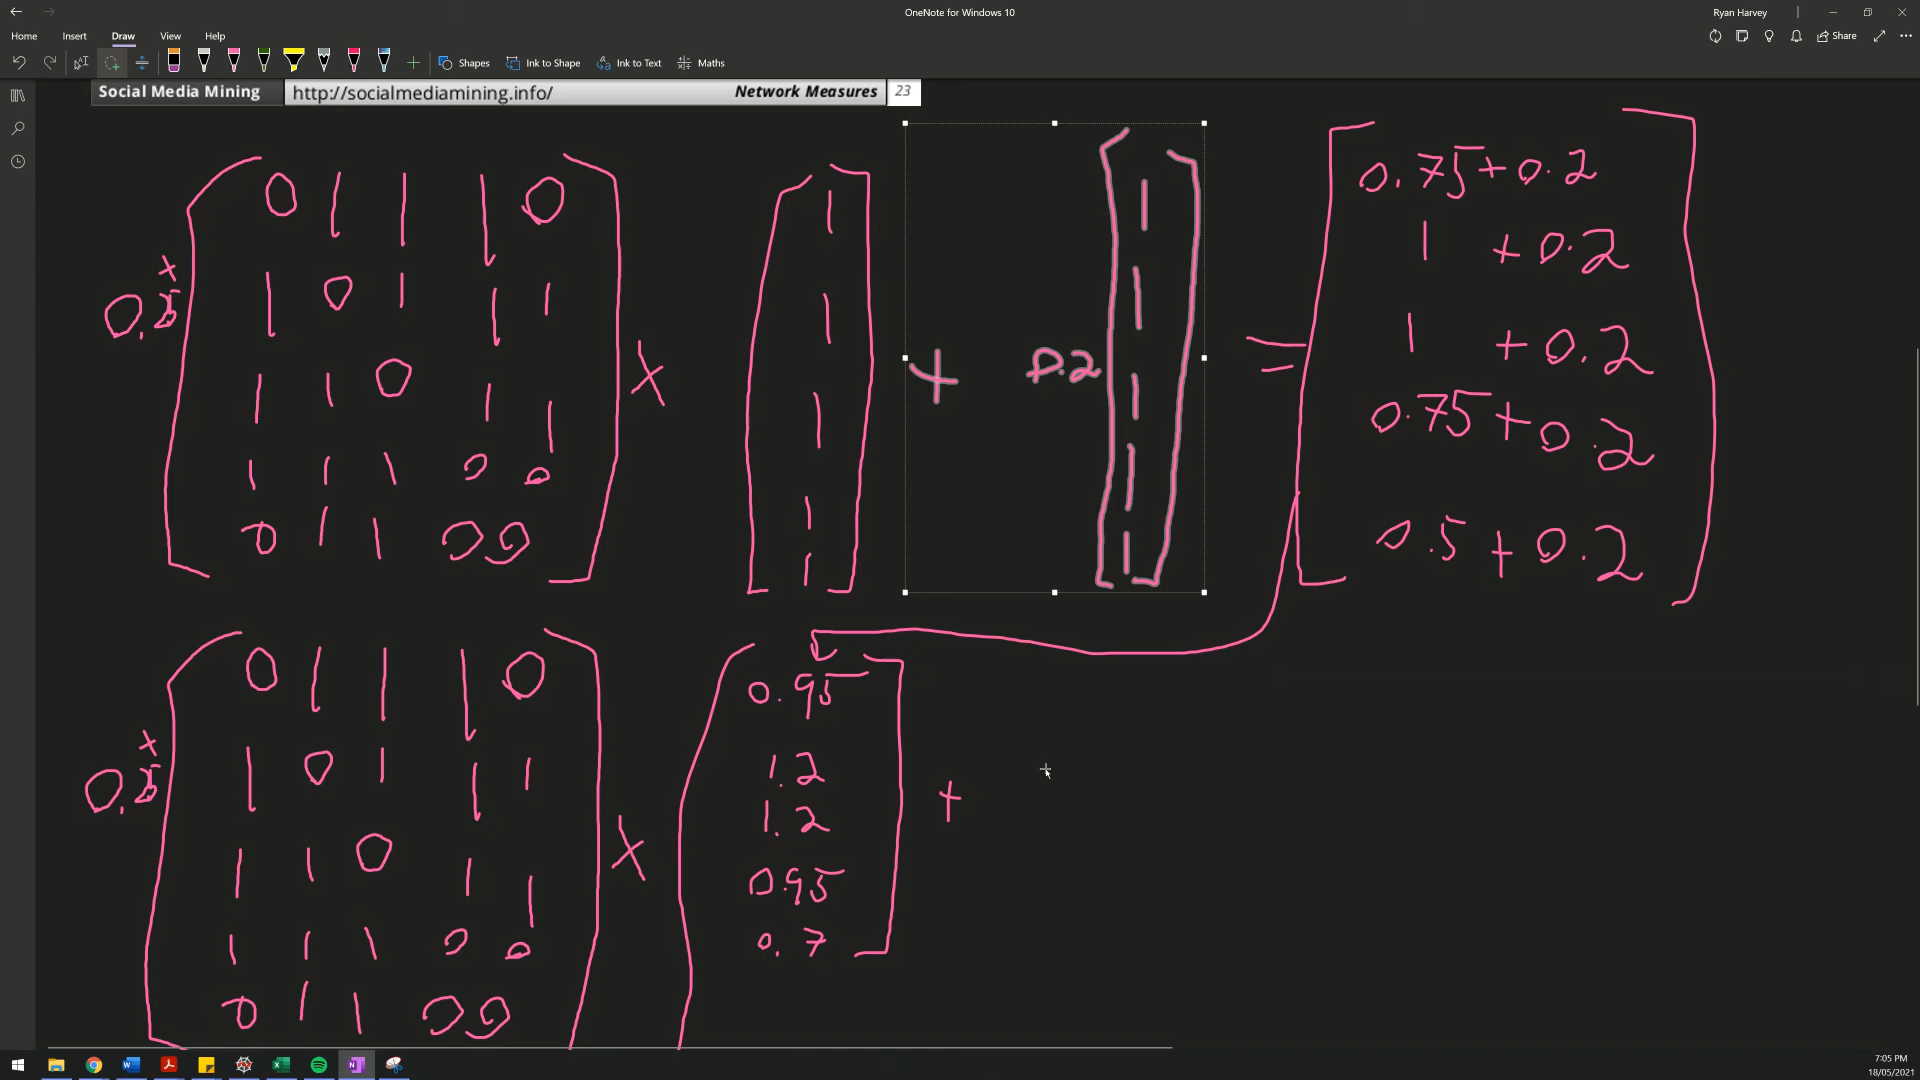 OneNote for Windows 10
Ryan Harvey
Home Insert Draw View Help
Share
Shapes Ink to Shape Ink to Text Maths
Social Media Mining http://socialmediamining.info/ Network Measures 23
0 1 1 1 0
1 0 1 1 1
1 1 0 1 1
1 1 1 0 0
0 1 1 0 0
0.25 x
X
1
1
1
1
1
+ 0.2
1
1
1
1
1
=
0.75 + 0.2
1 + 0.2
1 + 0.2
0.75 + 0.2
0.5 + 0.2
0 1 1 1 0
1 0 1 1 1
1 1 0 1 1
1 1 1 0 0
0 1 1 0 0
0.25 x
X
0.95
1.2
1.2
0.95
0.7
+
7:05 PM
18/05/2021